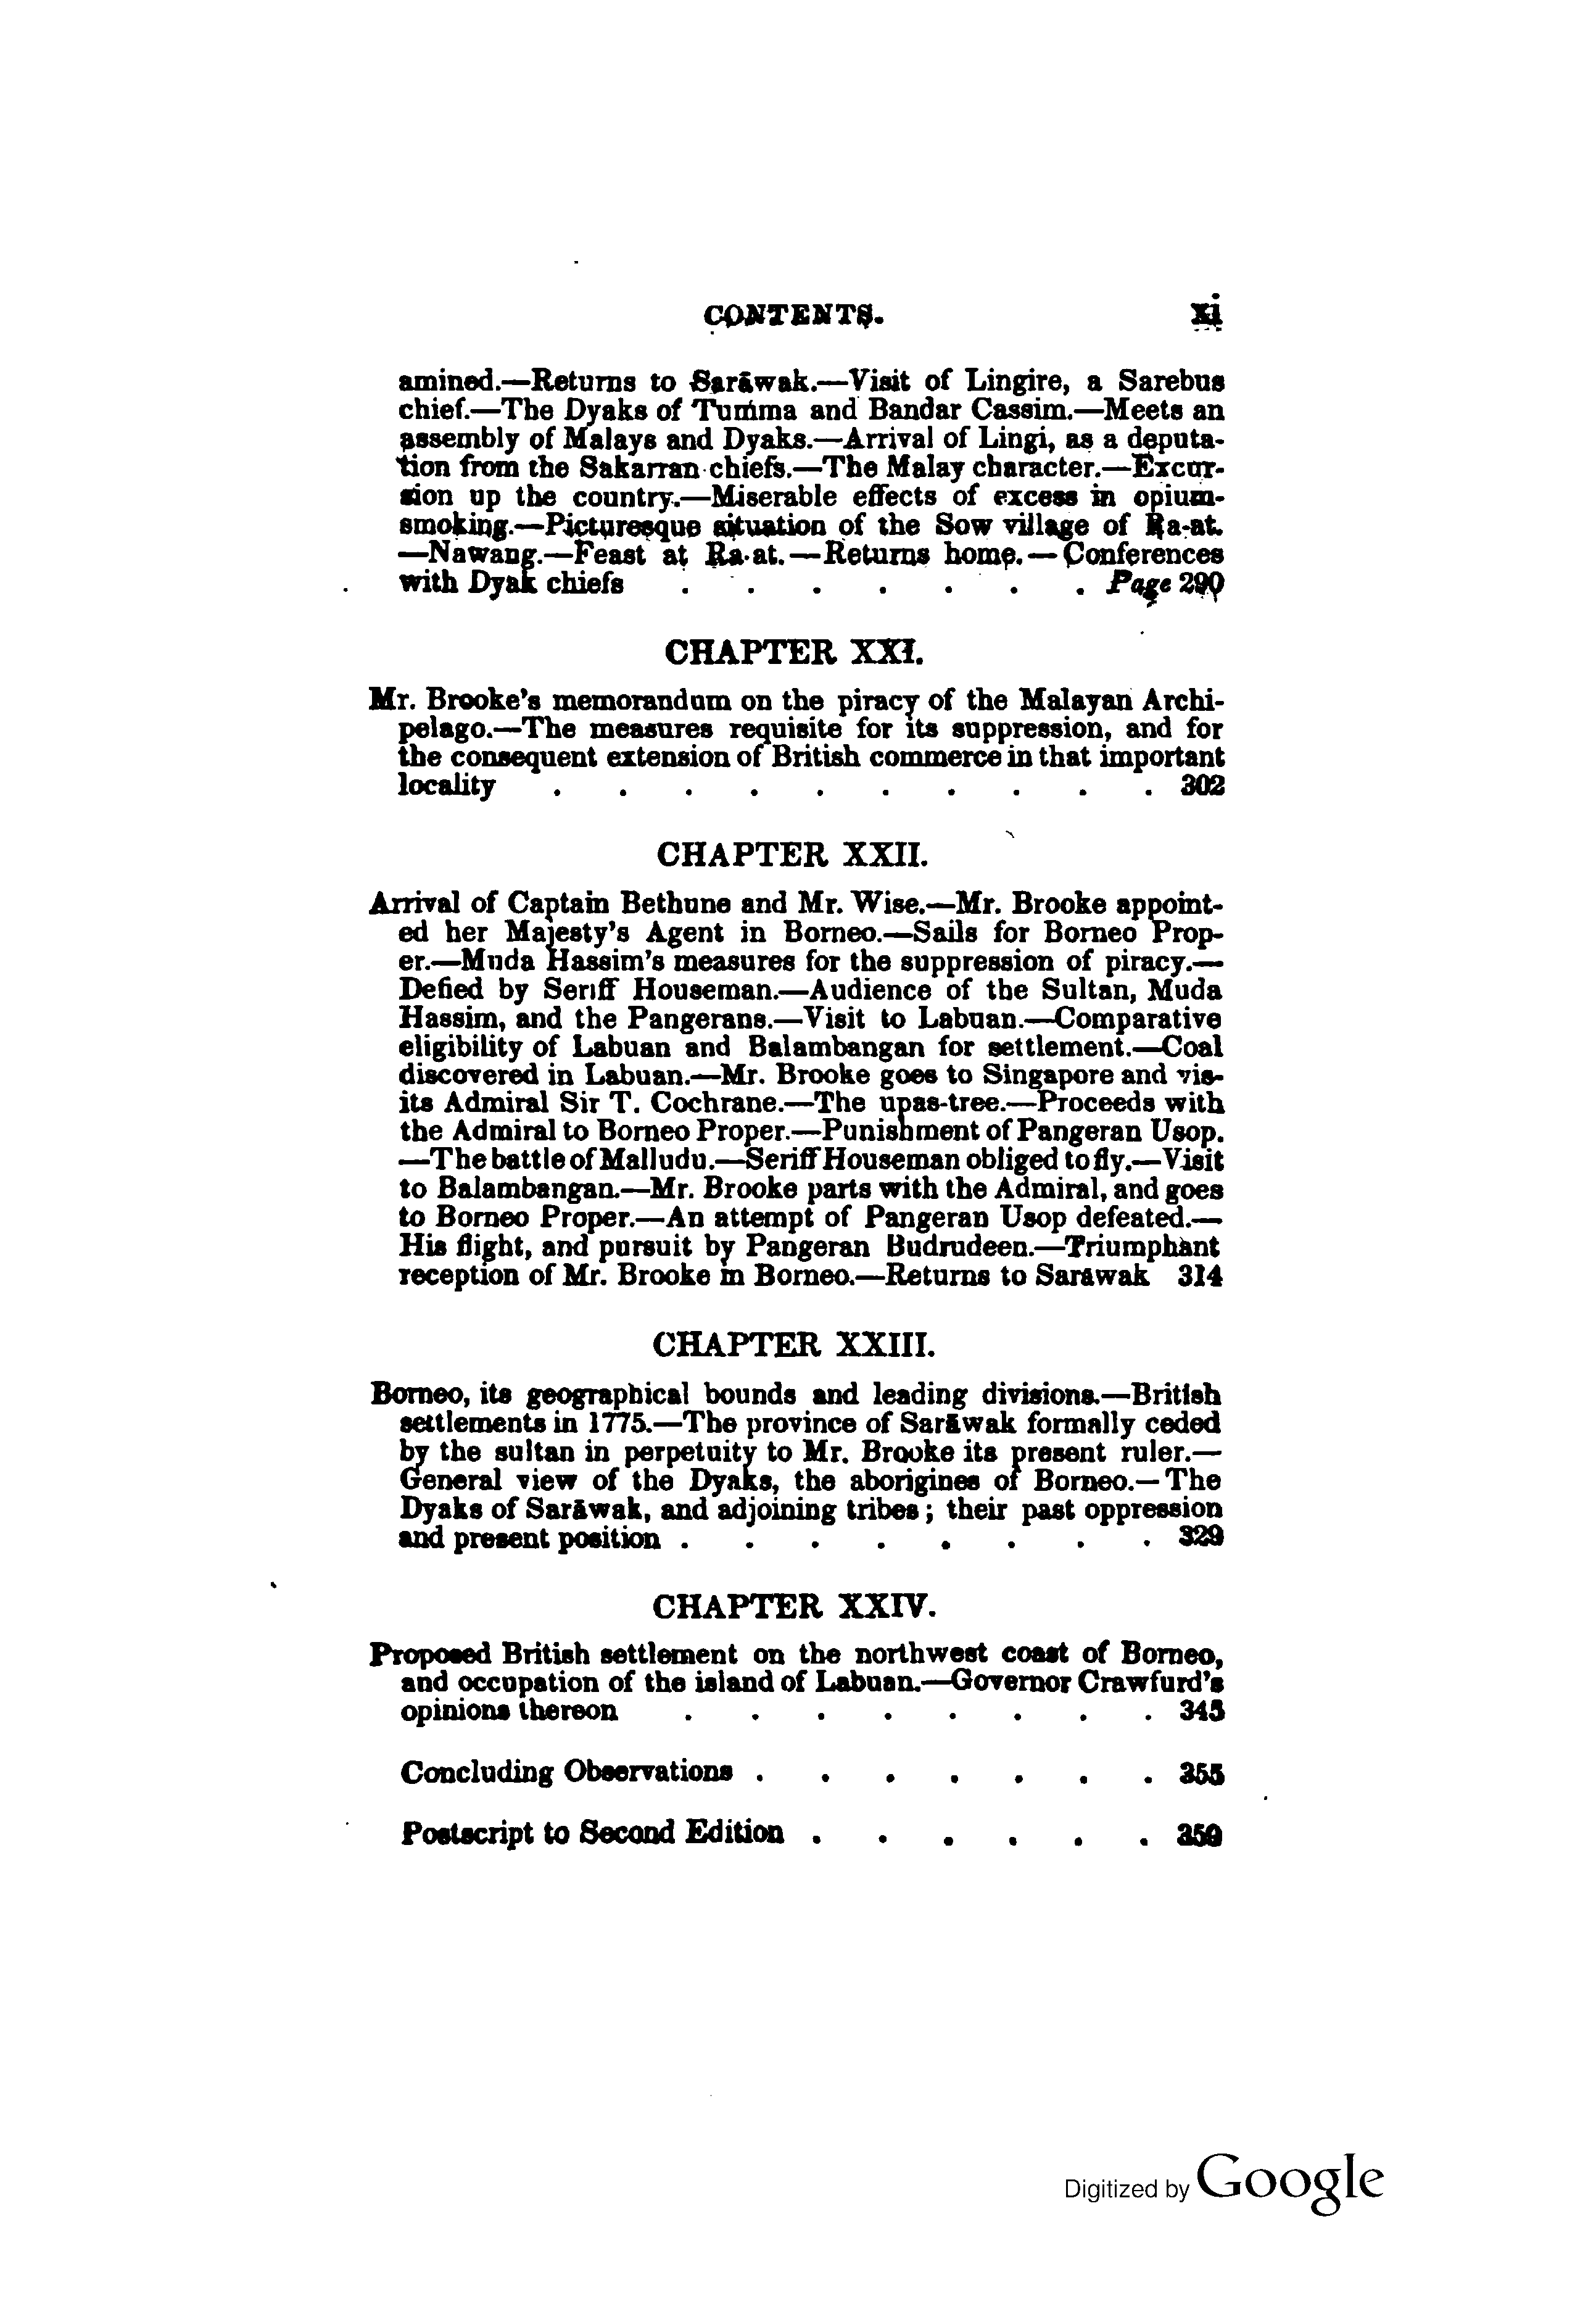 CONTENTS. xi
amined.—Returns to Sarāwak.—Visit of Lingire, a Sarebus
chief.—The Dyaks of Tumma and Bandar Cassim.—Meets an
assembly of Malays and Dyaks.—Arrival of Lingi, as a deputa-
tion from the Sakarran chiefs.—The Malay character.—Excur-
sion up the country.—Miserable effects of excess in opium-
smoking.—Picturesque situation of the Sow village of Ra-at.
—Nawang.—Feast at Ra-at.—Returns home.—Conferences
with Dyak chiefs . . . . . . . Page 290
CHAPTER XXI.
Mr. Brooke's memorandum on the piracy of the Malayan Archi-
pelago.—The measures requisite for its suppression, and for
the consequent extension of British commerce in that important
locality . . . . . . . . . . 302
CHAPTER XXII.
Arrival of Captain Bethune and Mr. Wise.—Mr. Brooke appoint-
ed her Majesty's Agent in Borneo.—Sails for Borneo Prop-
er.—Muda Hassim's measures for the suppression of piracy.—
Defied by Seriff Houseman.—Audience of the Sultan, Muda
Hassim, and the Pangerans.—Visit to Labuan.—Comparative
eligibility of Labuan and Balambangan for settlement.—Coal
discovered in Labuan.—Mr. Brooke goes to Singapore and vis-
its Admiral Sir T. Cochrane.—The upas-tree.—Proceeds with
the Admiral to Borneo Proper.—Punishment of Pangeran Usop.
—The battle of Malludu.—Seriff Houseman obliged to fly.—Visit
to Balambangan.—Mr. Brooke parts with the Admiral, and goes
to Borneo Proper.—An attempt of Pangeran Usop defeated.—
His flight, and pursuit by Pangeran Budrudeen.—Triumphant
reception of Mr. Brooke in Borneo.—Returns to Sarāwak 314
CHAPTER XXIII.
Borneo, its geographical bounds and leading divisions.—British
settlements in 1775.—The province of Sarāwak formally ceded
by the sultan in perpetuity to Mr. Brooke its present ruler.—
General view of the Dyaks, the aborigines of Borneo.—The
Dyaks of Sarāwak, and adjoining tribes; their past oppression
and present position . . . . . . . . 329
CHAPTER XXIV.
Proposed British settlement on the northwest coast of Borneo,
and occupation of the island of Labuan.—Governor Crawfurd's
opinions thereon . . . . . . . . 345
Concluding Observations . . . . . . . 355
Postscript to Second Edition . . . . . . 359
Digitized by Google